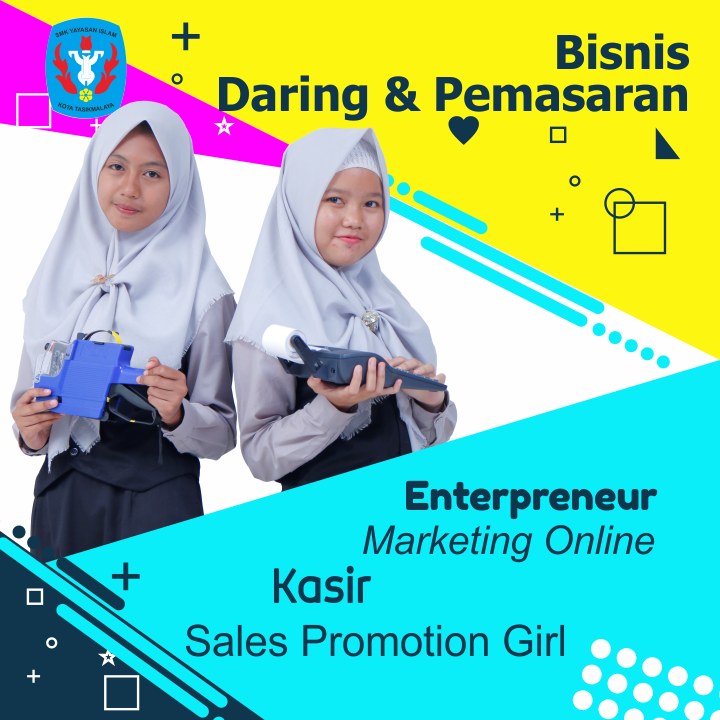 SMK YAYASAN ISLAM
KOTA TASIKMALAYA
Bisnis
Daring & Pemasaran
Enterpreneur
Marketing Online
Kasir
Sales Promotion Girl